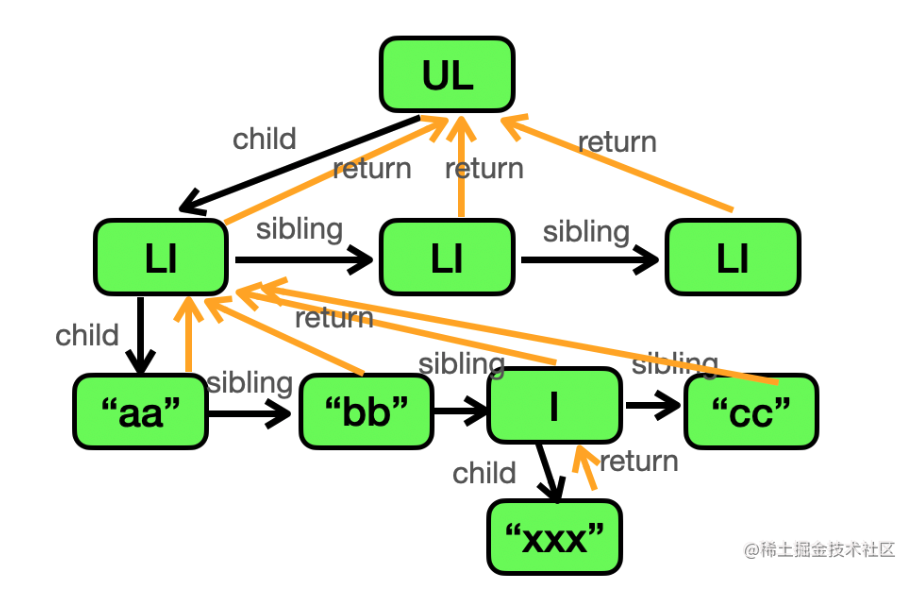 UL
child
return
return
return
LI
sibling
LI
sibling
LI
child
return
“aa”
sibling
“bb”
sibling
I
sibling
“cc”
child
return
“xxx”
@稀土掘金技术社区